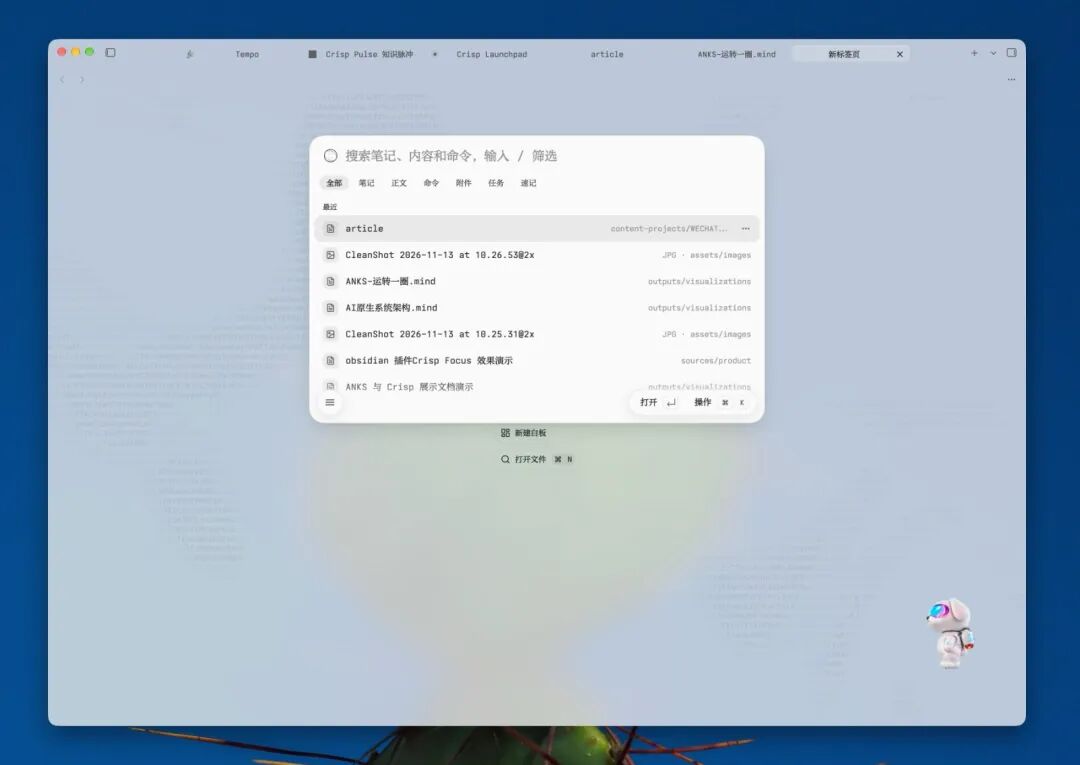 Tempo
Crisp Pulse 知识脉冲
Crisp Launchpad
article
ANKS-运转一圈.mind
新标签页
搜索笔记、内容和命令，输入 / 筛选
全部 笔记 正文 命令 附件 任务 速记
最近
article content-projects/WECHAT...
CleanShot 2026-11-13 at 10.26.53@2x JPG · assets/images
ANKS-运转一圈.mind outputs/visualizations
AI原生系统架构.mind outputs/visualizations
CleanShot 2026-11-13 at 10.25.31@2x JPG · assets/images
obsidian 插件Crisp Focus 效果演示 sources/product
ANKS 与 Crisp 展示文档演示 outputs/visualizations
打开 ↵ 操作 ⌘ K
新建白板
打开文件 ⌘ N